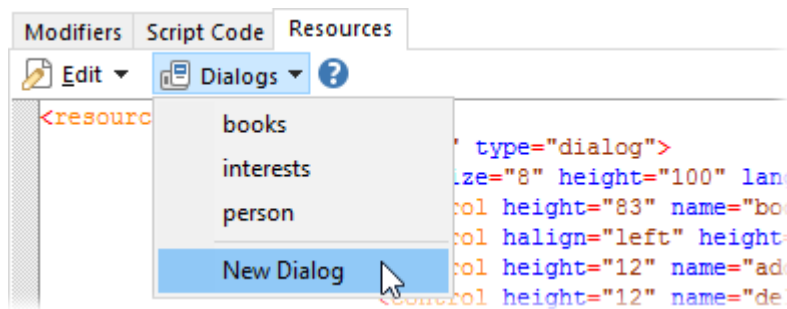 Modifiers Script Code Resources
Edit Dialogs ?
<resourc
books
" type="dialog">
interests
ize="8" height="100" lan
person
rol height="83" name="bo
rol halign="left" height=
New Dialog
rol height="12" name="ad
<control height="12" name="de